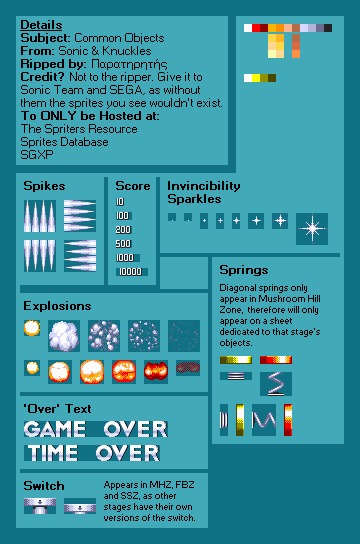 Details
Subject: Common Objects
From: Sonic & Knuckles
Ripped by: Παρατηρητής
Credit? Not to the ripper. Give it to
Sonic Team and SEGA, as without
them the sprites you see wouldn't exist.
To ONLY be Hosted at:
The Spriters Resource
Sprites Database
SGXP
Spikes
Score
10
100
200
500
1000
10000
Invincibility
Sparkles
Springs
Diagonal springs only
appear in Mushroom Hill
Zone, therefore will only
appear on a sheet
dedicated to that stage's
objects.
Explosions
'Over' Text
GAME OVER
TIME OVER
Switch
Appears in MHZ, FBZ
and SSZ, as other
stages have their own
versions of the switch.